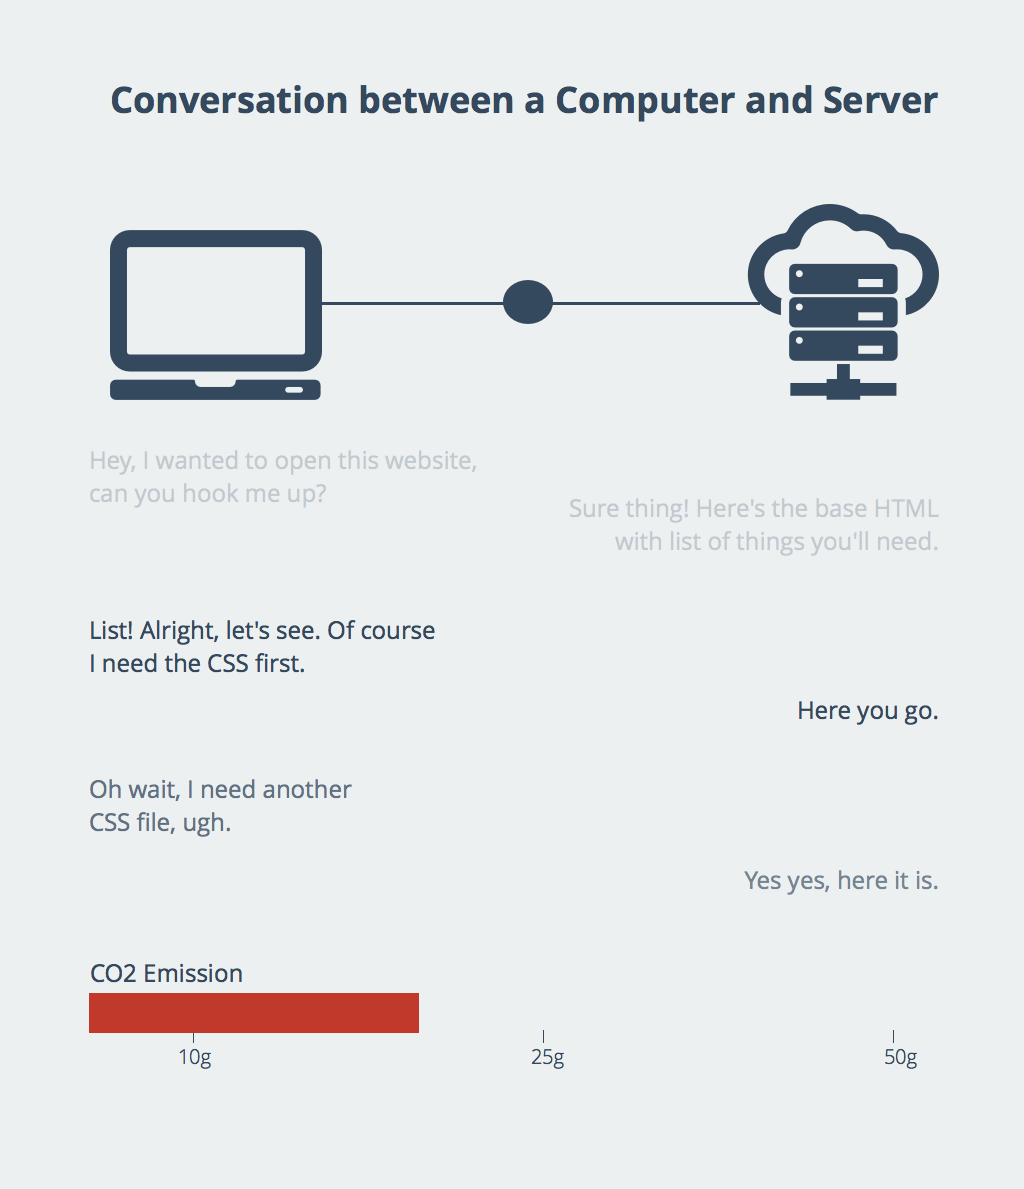 Conversation between a Computer and Server
Hey, I wanted to open this website,
can you hook me up?
Sure thing! Here's the base HTML
with list of things you'll need.
List! Alright, let's see. Of course
I need the CSS first.
Here you go.
Oh wait, I need another
CSS file, ugh.
Yes yes, here it is.
CO2 Emission
10g 25g 50g